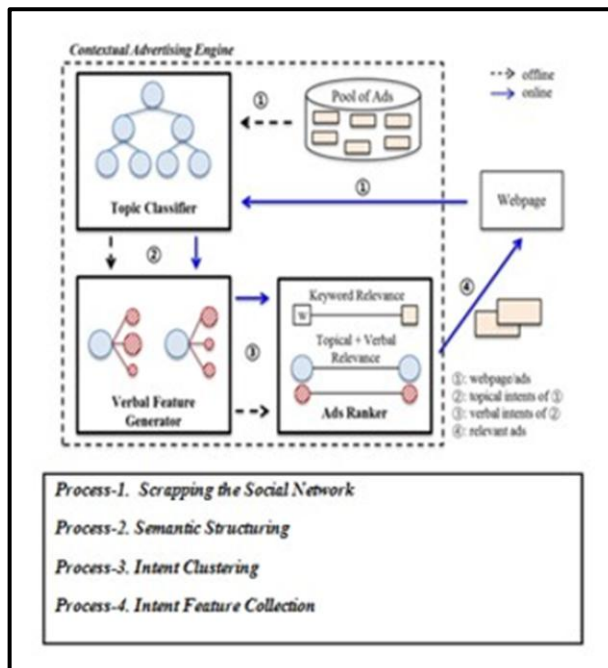 Contextual Advertising Engine
offline
online
①
Pool of Ads
①
Topic Classifier
Webpage
②
④
Keyword Relevance
W
③
Topical + Verbal
Relevance
Verbal Feature
Generator
Ads Ranker
①: webpage/ads
②: topical intents of ①
③: verbal intents of ②
④: relevant ads
Process-1. Scrapping the Social Network
Process-2. Semantic Structuring
Process-3. Intent Clustering
Process-4. Intent Feature Collection